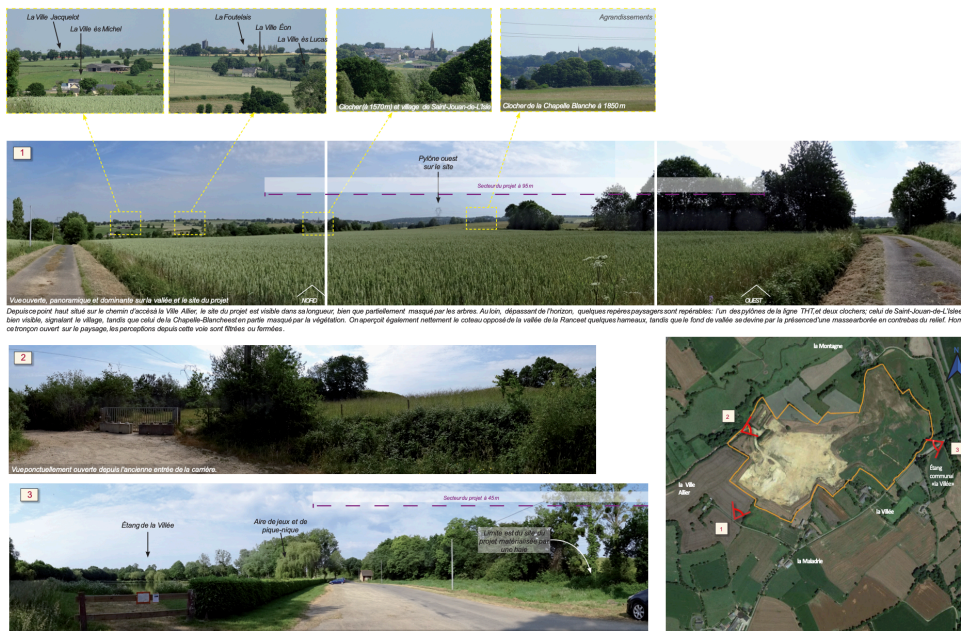 La Ville Jacquelot
La Ville ès Michel
La Foutelais
La Ville Éon
La Ville ès Lucas
Agrandissements
Clocher (à 1570 m) et village de Saint-Jouan-de-L'Isle
Clocher de la Chapelle Blanche à 1850 m
1
Pylône ouest
sur le site
Secteur du projet à 95 m
Vue ouverte, panoramique et dominante sur la vallée et le site du projet
NORD
OUEST
Depuis ce point haut situé sur le chemin d'accès à la Ville Allier, le site du projet est visible dans sa longueur, bien que partiellement masqué par les arbres. Au loin, dépassant de l'horizon, quelques repères paysagers sont repérables: l'un des pylônes de la ligne THT, et deux clochers; celui de Saint-Jouan-de-L'Isle e
bien visible, signalant le village, tandis que celui de la Chapelle-Blanche est en partie masqué par la végétation. On aperçoit également nettement le coteau opposé de la vallée de la Rance et quelques hameaux, tandis que le fond de vallée se devine par la présence d'une masse arborée en contrebas du relief. Horm
ce tronçon ouvert sur le paysage, les perceptions depuis cette voie sont filtrées ou fermées.
2
Vue ponctuellement ouverte depuis l'ancienne entrée de la carrière.
3
Secteur du projet à 45 m
Étang de la Villée
Aire de jeux et de
pique-nique
Limite est du site du
projet matérialisée par
une haie
la Montagne
2
3
Étang
communal
«la Villée»
la Ville
Allier
la Villée
1
la Maladrie